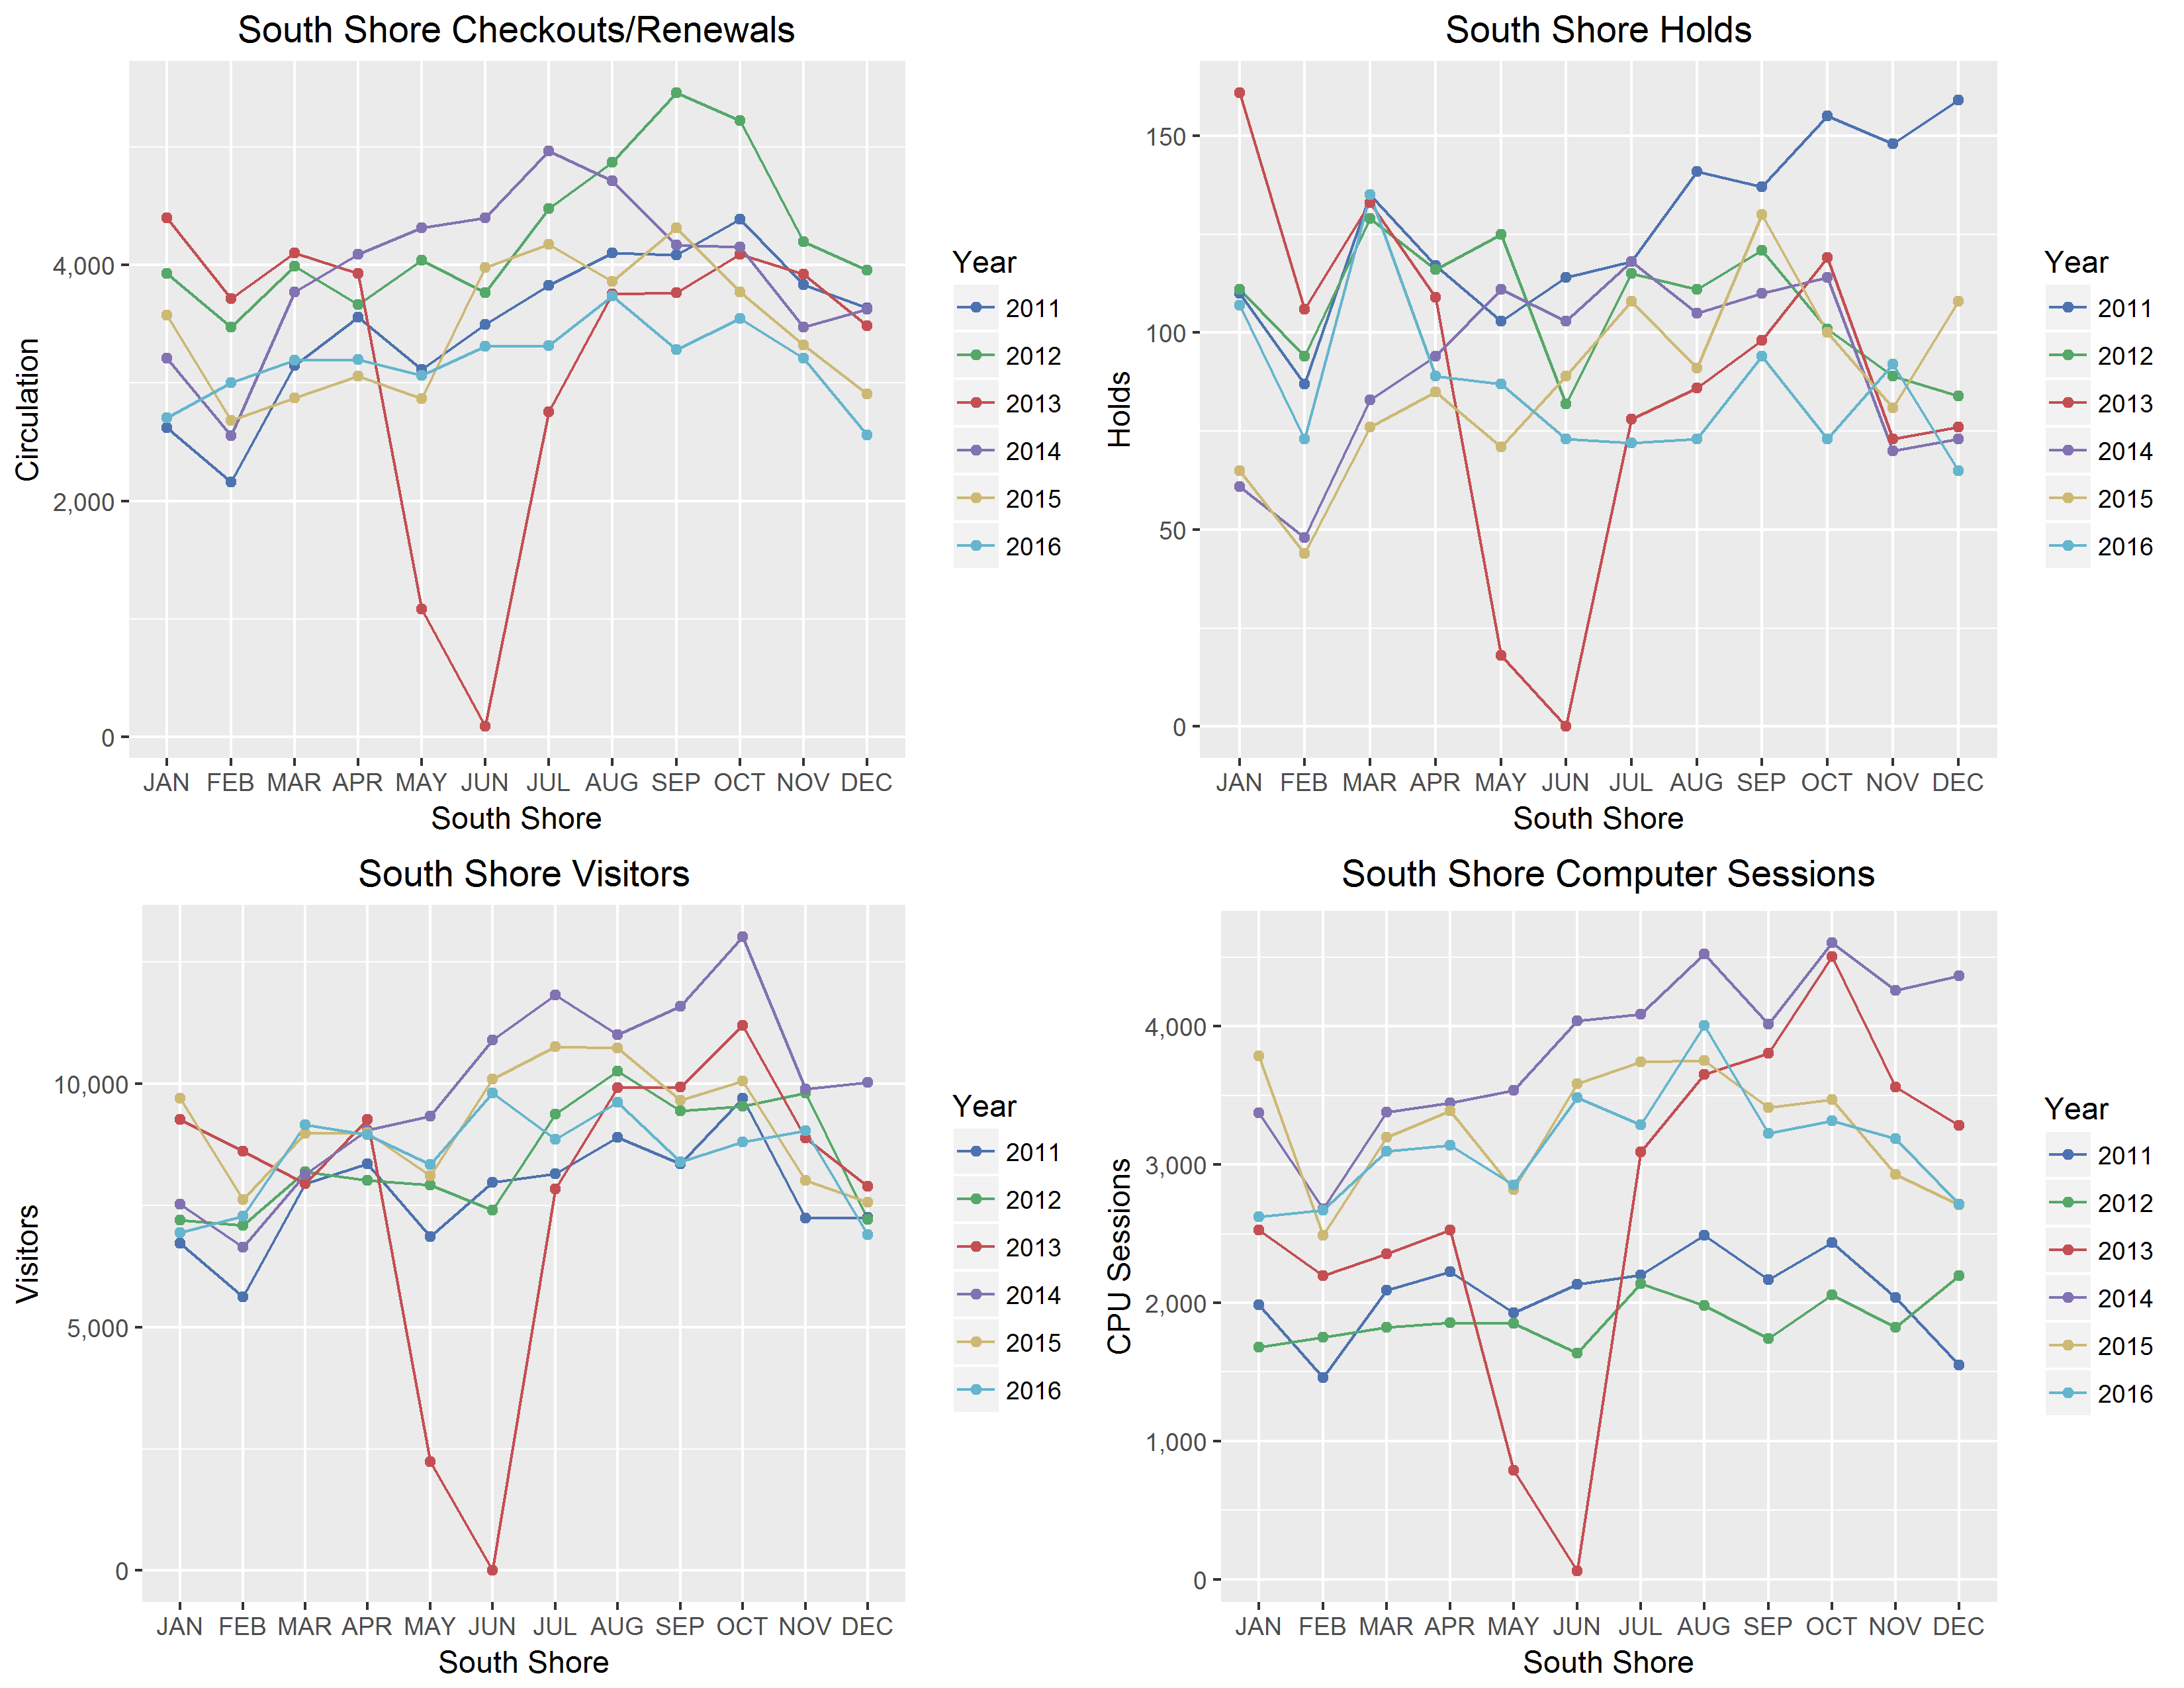 South Shore Checkouts/Renewals
Circulation
4,000
2,000
0
JAN FEB MAR APR MAY JUN JUL AUG SEP OCT NOV DEC
South Shore
Year
2011
2012
2013
2014
2015
2016
South Shore Holds
Holds
150
100
50
0
JAN FEB MAR APR MAY JUN JUL AUG SEP OCT NOV DEC
South Shore
Year
2011
2012
2013
2014
2015
2016
South Shore Visitors
Visitors
10,000
5,000
0
JAN FEB MAR APR MAY JUN JUL AUG SEP OCT NOV DEC
South Shore
Year
2011
2012
2013
2014
2015
2016
South Shore Computer Sessions
CPU Sessions
4,000
3,000
2,000
1,000
0
JAN FEB MAR APR MAY JUN JUL AUG SEP OCT NOV DEC
South Shore
Year
2011
2012
2013
2014
2015
2016